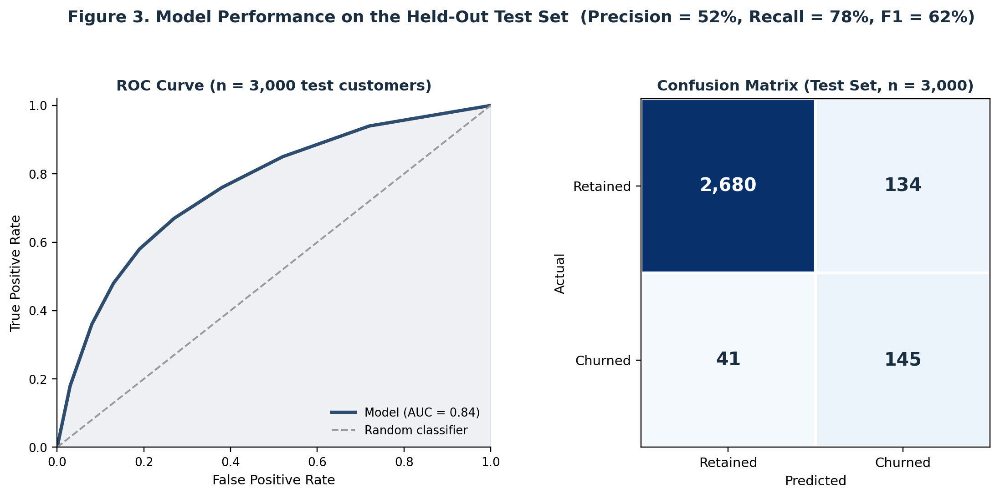 Figure 3. Model Performance on the Held-Out Test Set (Precision = 52%, Recall = 78%, F1 = 62%)
ROC Curve (n = 3,000 test customers)
1.0
0.8
0.6
0.4
0.2
0.0
True Positive Rate
Model (AUC = 0.84)
Random classifier
0.0 0.2 0.4 0.6 0.8 1.0
False Positive Rate
Confusion Matrix (Test Set, n = 3,000)
Actual
Retained 2,680 134
Churned 41 145
Retained Churned
Predicted